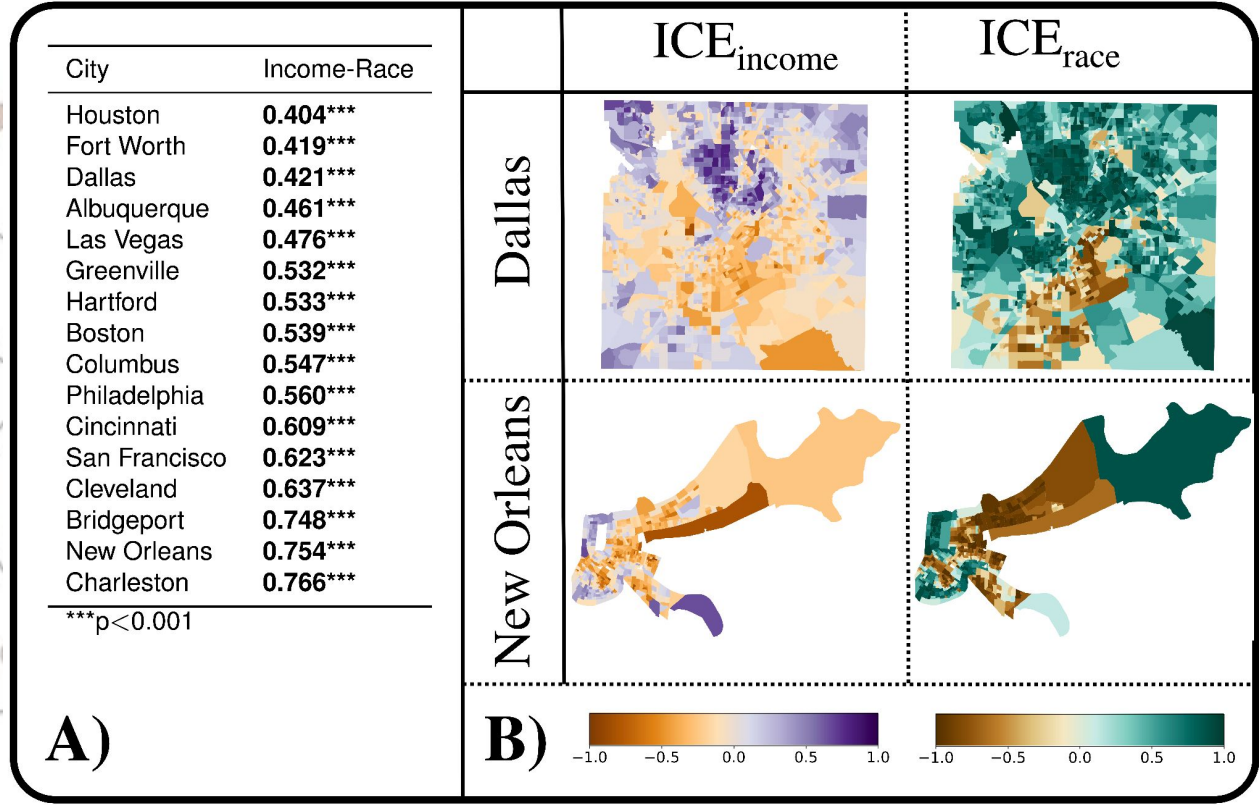 City Income-Race
Houston 0.404***
Fort Worth 0.419***
Dallas 0.421***
Albuquerque 0.461***
Las Vegas 0.476***
Greenville 0.532***
Hartford 0.533***
Boston 0.539***
Columbus 0.547***
Philadelphia 0.560***
Cincinnati 0.609***
San Francisco 0.623***
Cleveland 0.637***
Bridgeport 0.748***
New Orleans 0.754***
Charleston 0.766***
***p<0.001
A)
ICEincome ICErace
Dallas
New Orleans
B)
−1.0 −0.5 0.0 0.5 1.0
−1.0 −0.5 0.0 0.5 1.0